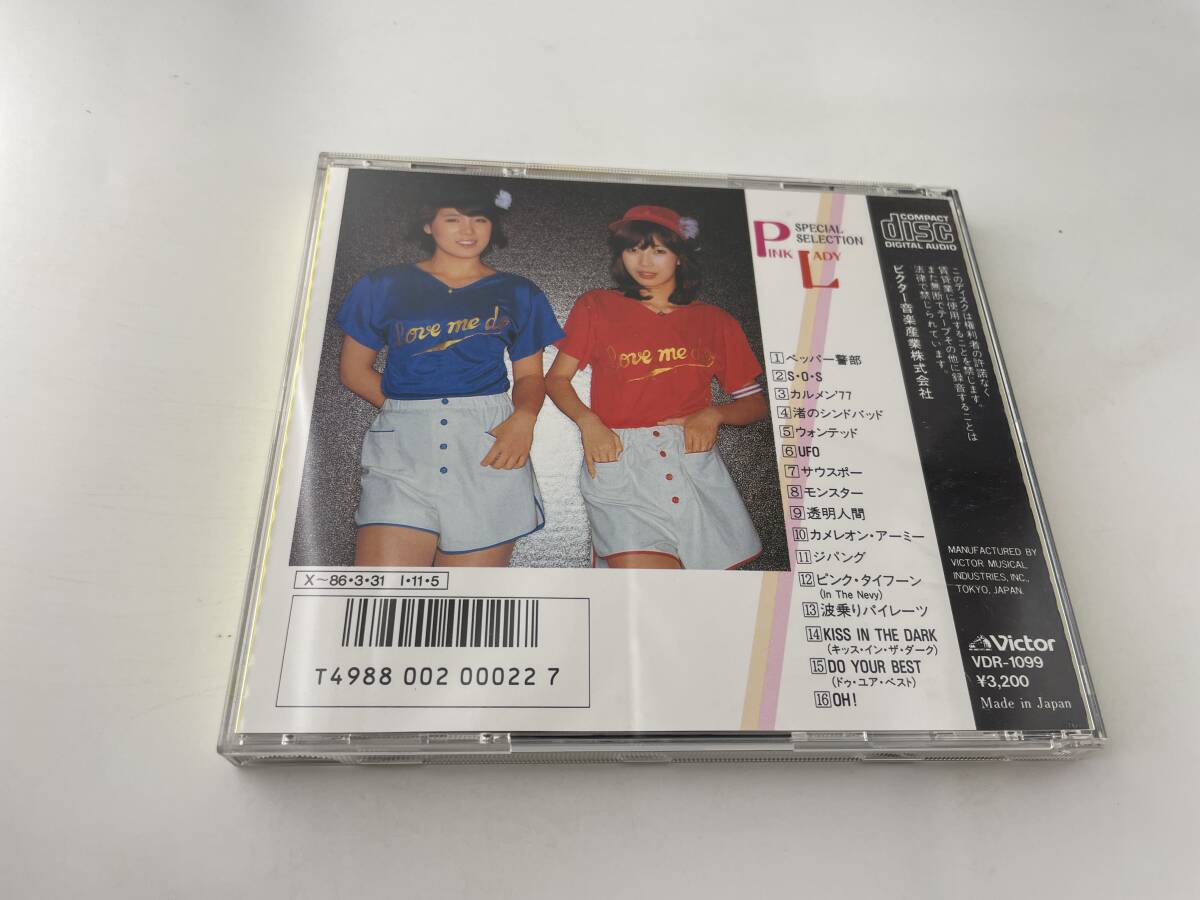 love me do
love me do
SPECIAL
SELECTION
PINK LADY
1 ペッパー警部
2 S・O・S
3 カルメン'77
4 渚のシンドバッド
5 ウォンテッド
6 UFO
7 サウスポー
8 モンスター
9 透明人間
10 カメレオン・アーミー
11 ジパング
12 ピンク・タイフーン
(In The Nevy)
13 波乗りパイレーツ
14 KISS IN THE DARK
(キッス・イン・ザ・ダーク)
15 DO YOUR BEST
(ドゥ・ユア・ベスト)
16 OH!
X〜86・3・31 I・11・5
T4988 002 00022 7
COMPACT
disc
DIGITAL AUDIO
このディスクは権利者の許諾なく
賃貸業に使用することを禁じます。
また無断でテープその他に録音することは
法律で禁じられています。
ビクター音楽産業株式会社
MANUFACTURED BY
VICTOR MUSICAL
INDUSTRIES, INC.,
TOKYO, JAPAN.
Victor
VDR-1099
¥3,200
Made in Japan